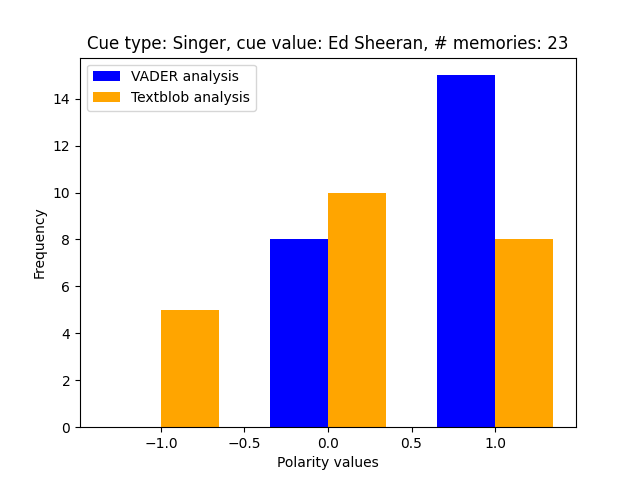 Cue type: Singer, cue value: Ed Sheeran, # memories: 23
VADER analysis
Textblob analysis
14
12
10
8
6
4
2
0
Frequency
−1.0 −0.5 0.0 0.5 1.0
Polarity values